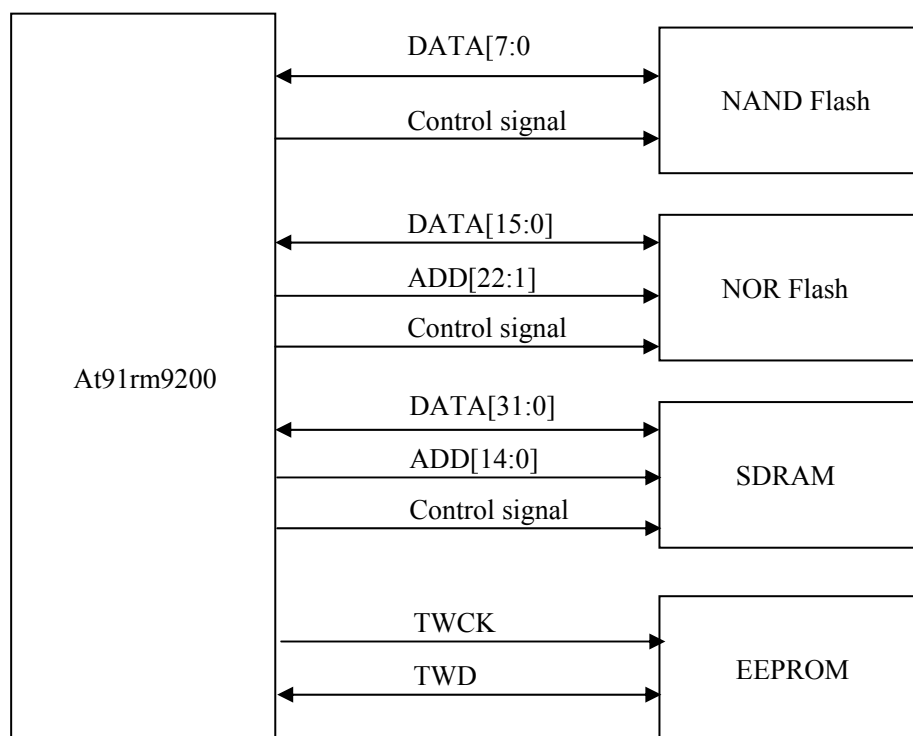 DATA[7:0
NAND Flash
Control signal
DATA[15:0]
ADD[22:1]
NOR Flash
Control signal
At91rm9200
DATA[31:0]
ADD[14:0]
SDRAM
Control signal
TWCK
EEPROM
TWD